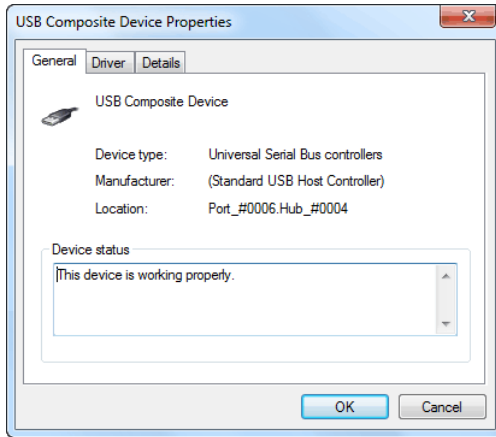 USB Composite Device Properties
General Driver Details
USB Composite Device
Device type: Universal Serial Bus controllers
Manufacturer: (Standard USB Host Controller)
Location: Port_#0006.Hub_#0004
Device status
This device is working properly.
OK Cancel